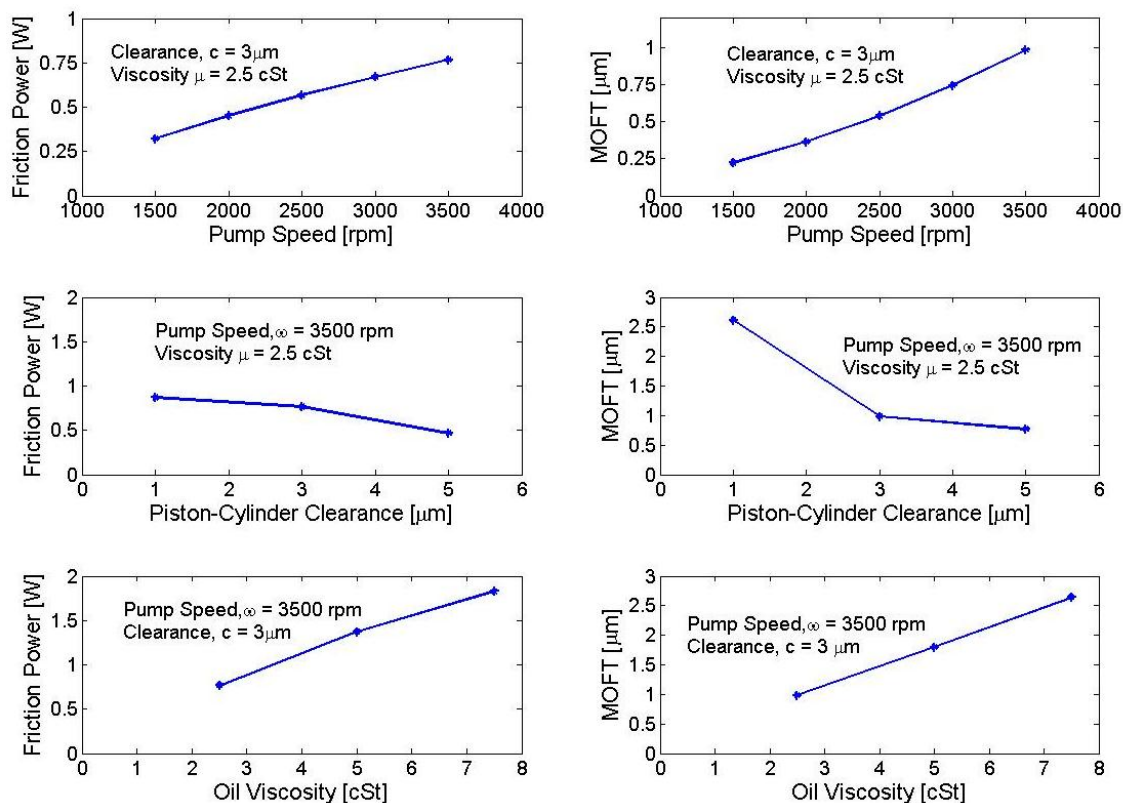 Friction Power [W]
1
0.75
0.5
0.25
0
Clearance, c = 3μm
Viscosity μ = 2.5 cSt
1000 1500 2000 2500 3000 3500 4000
Pump Speed [rpm]
MOFT [μm]
1
0.75
0.5
0.25
0
Clearance, c = 3μm
Viscosity μ = 2.5 cSt
1000 1500 2000 2500 3000 3500 4000
Pump Speed [rpm]
Friction Power [W]
2
1.5
1
0.5
0
Pump Speed,ω = 3500 rpm
Viscosity μ = 2.5 cSt
0 1 2 3 4 5 6
Piston-Cylinder Clearance [μm]
MOFT [μm]
3
2.5
2
1.5
1
0.5
0
Pump Speed,ω = 3500 rpm
Viscosity μ = 2.5 cSt
0 1 2 3 4 5 6
Piston-Cylinder Clearance [μm]
Friction Power [W]
2
1.5
1
0.5
0
Pump Speed,ω = 3500 rpm
Clearance, c = 3μm
0 1 2 3 4 5 6 7 8
Oil Viscosity [cSt]
MOFT [μm]
3
2.5
2
1.5
1
0.5
0
Pump Speed,ω = 3500 rpm
Clearance, c = 3 μm
0 1 2 3 4 5 6 7 8
Oil Viscosity [cSt]